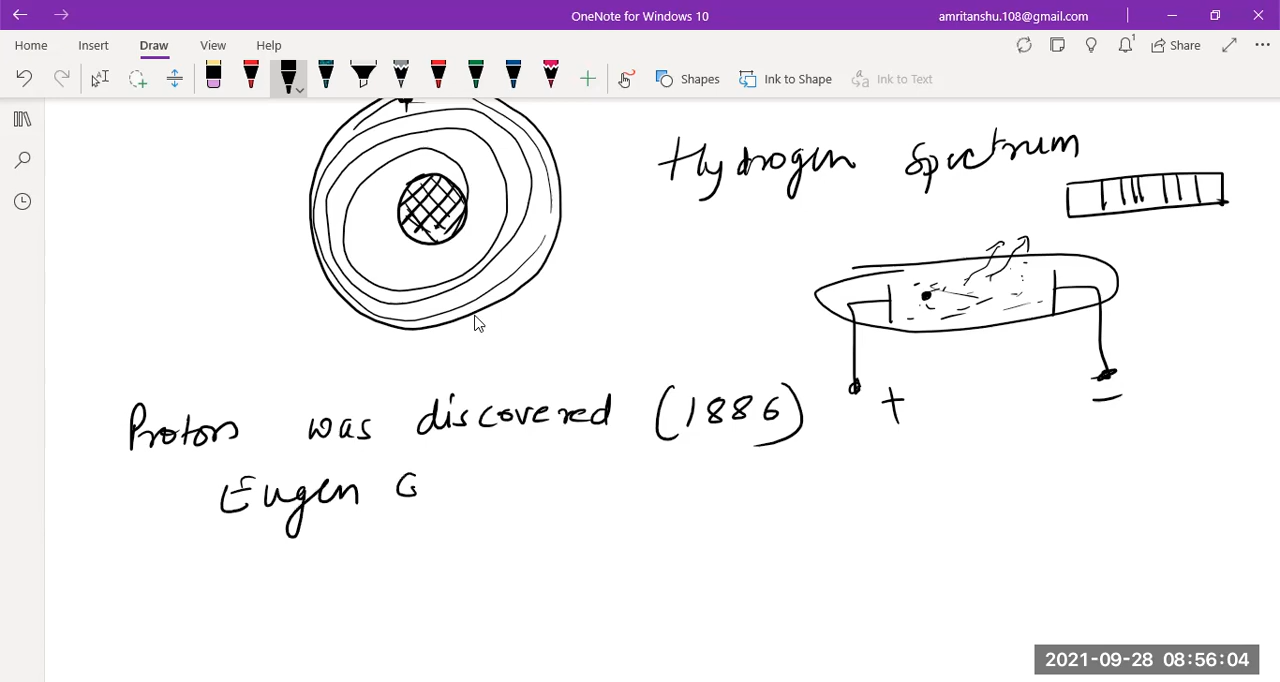 OneNote for Windows 10
amritanshu.108@gmail.com
Home Insert Draw View Help
Share
Shapes Ink to Shape Ink to Text
Hydrogen spectrum
+ −
Proton was discovered (1886)
Eugen G
2021-09-28 08:56:04